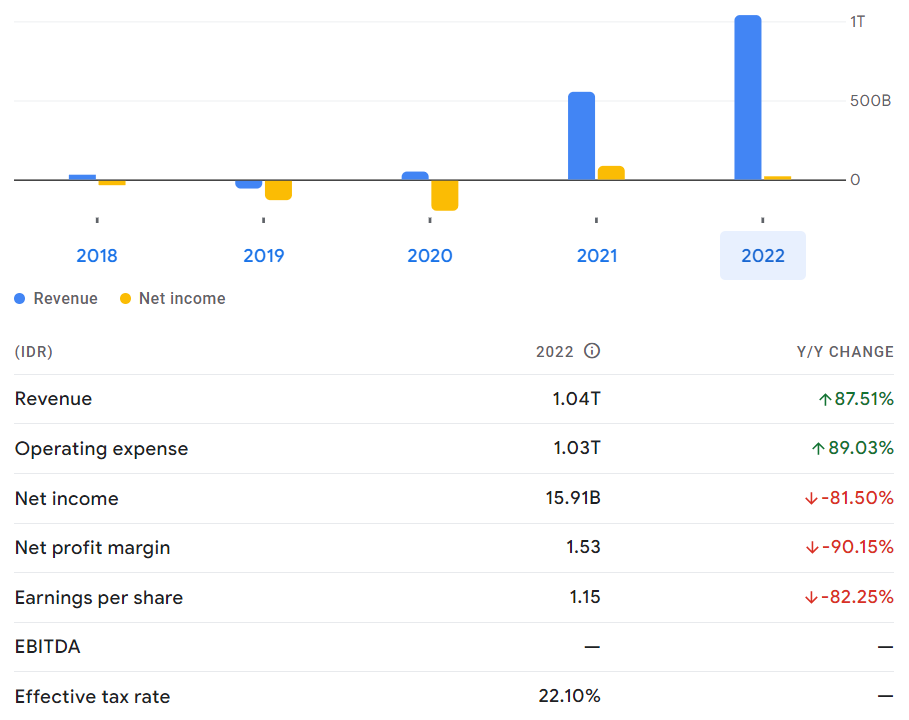 1T
500B
0
2018 2019 2020 2021 2022
Revenue Net income
(IDR) 2022 Y/Y CHANGE
Revenue 1.04T ↑87.51%
Operating expense 1.03T ↑89.03%
Net income 15.91B ↓-81.50%
Net profit margin 1.53 ↓-90.15%
Earnings per share 1.15 ↓-82.25%
EBITDA — —
Effective tax rate 22.10% —